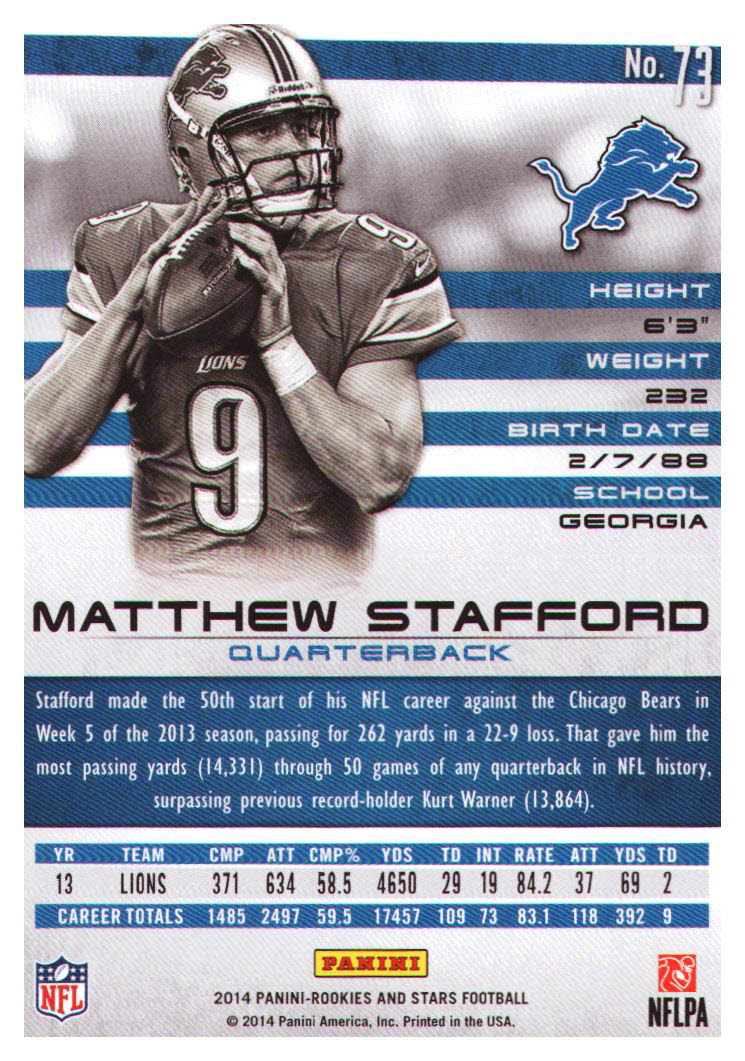 No. 73
Riddell
9
9
LIONS
9
HEIGHT
6'3"
WEIGHT
232
BIRTH DATE
2/7/88
SCHOOL
GEORGIA
MATTHEW STAFFORD
QUARTERBACK
Stafford made the 50th start of his NFL career against the Chicago Bears in
Week 5 of the 2013 season, passing for 262 yards in a 22-9 loss. That gave him the
most passing yards (14,331) through 50 games of any quarterback in NFL history,
surpassing previous record-holder Kurt Warner (13,864).
YR TEAM CMP ATT CMP% YDS TD INT RATE ATT YDS TD
13 LIONS 371 634 58.5 4650 29 19 84.2 37 69 2
CAREER TOTALS 1485 2497 59.5 17457 109 73 83.1 118 392 9
NFL
PANINI
2014 PANINI-ROOKIES AND STARS FOOTBALL
© 2014 Panini America, Inc. Printed in the USA.
NFLPA